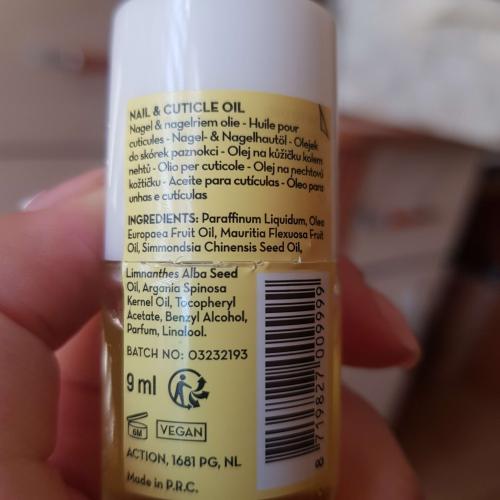 NAIL & CUTICLE OIL
Nagel & nagelriem olie - Huile pour
cuticules - Nagel- & Nagelhautöl - Olejek
do skórek paznokci - Olej na kůžičku kolem
nehtů - Olio per cuticole - Olej na nechtovú
kožtičku - Aceite para cutículas - Óleo para
unhas e cutículas
INGREDIENTS: Paraffinum Liquidum, Olea
Europaea Fruit Oil, Mauritia Flexuosa Fruit
Oil, Simmondsia Chinensis Seed Oil,
Limnanthes Alba Seed
Oil, Argania Spinosa
Kernel Oil, Tocopheryl
Acetate, Benzyl Alcohol,
Parfum, Linalool.
BATCH NO: 03232193
9 ml
6M
VEGAN
ACTION, 1681 PG, NL
Made in P.R.C.
8 719827 009999